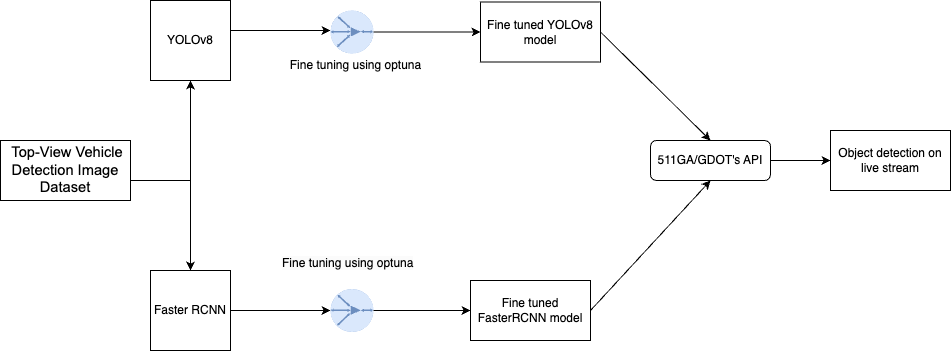 YOLOv8
Fine tuning using optuna
Fine tuned YOLOv8
model
Top-View Vehicle
Detection Image
Dataset
511GA/GDOT's API
Object detection on
live stream
Faster RCNN
Fine tuning using optuna
Fine tuned
FasterRCNN model